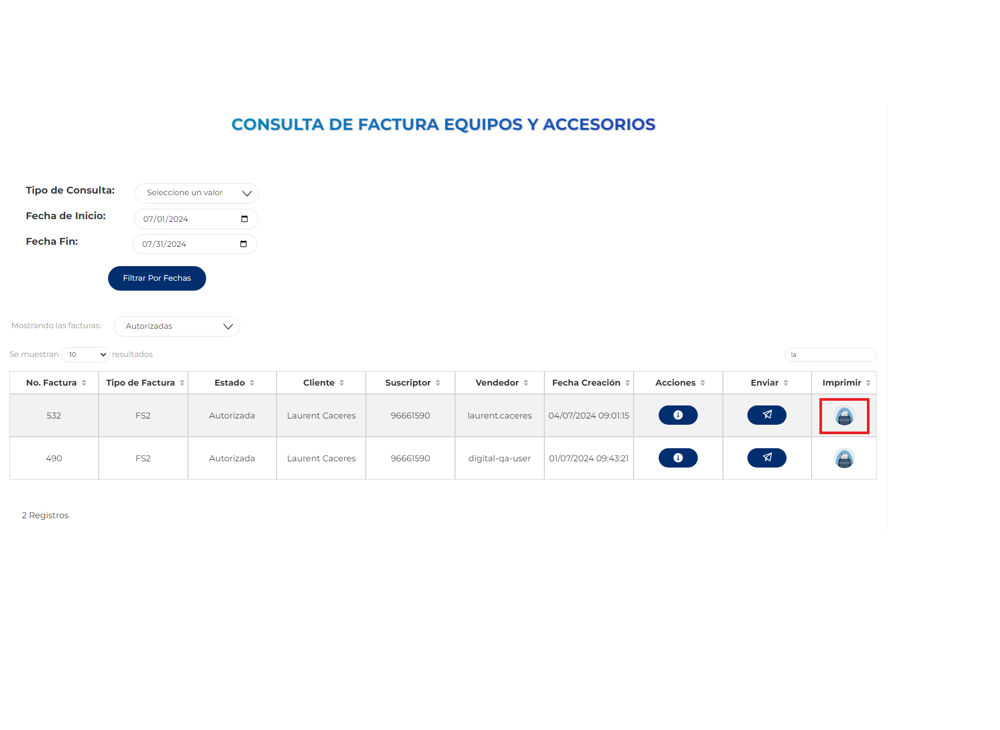 CONSULTA DE FACTURA EQUIPOS Y ACCESORIOS
Tipo de Consulta: Seleccione un valor
Fecha de Inicio: 07/01/2024
Fecha Fin: 07/31/2024
Filtrar Por Fechas
Mostrando las facturas: Autorizadas
Se muestran 10 resultados la
No. Factura Tipo de Factura Estado Cliente Suscriptor Vendedor Fecha Creación Acciones Enviar Imprimir
532 FS2 Autorizada Laurent Caceres 96661590 laurent.caceres 04/07/2024 09:01:15
490 FS2 Autorizada Laurent Caceres 96661590 digital-qa-user 01/07/2024 09:43:21
2 Registros